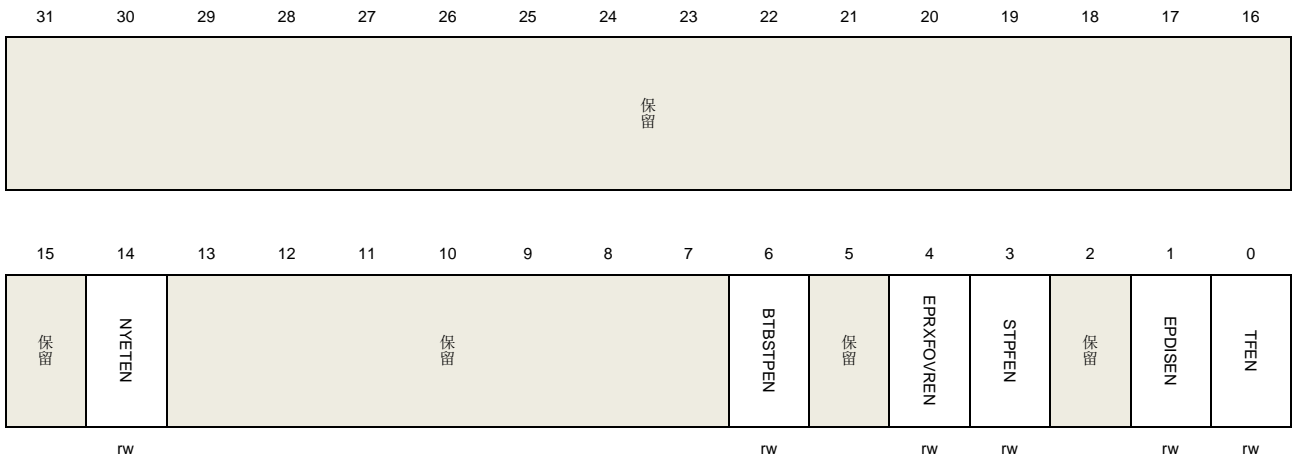 31 30 29 28 27 26 25 24 23 22 21 20 19 18 17 16
保留
15 14 13 12 11 10 9 8 7 6 5 4 3 2 1 0
保留 NYETEN 保留 BTBSTPEN 保留 EPRXFOVREN STPFEN 保留 EPDISEN TFEN
rw rw rw rw rw rw